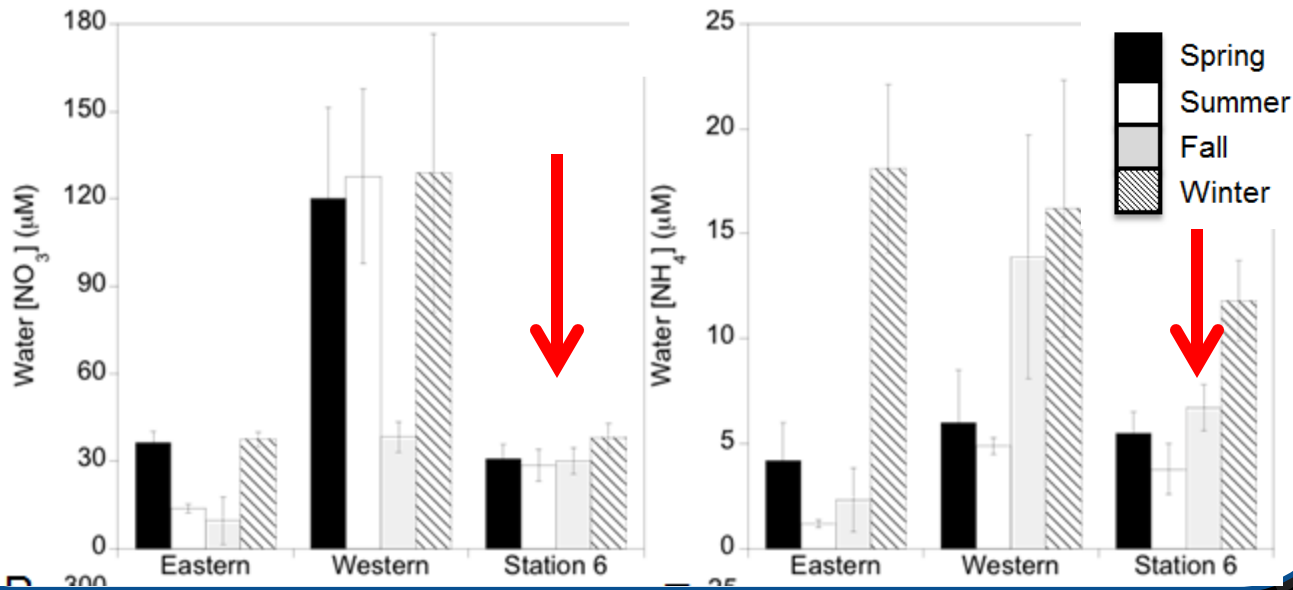 180
150
120
90
60
30
0
Water [NO3] (μM)
Eastern
Western
Station 6
300
25
20
15
10
5
0
Water [NH4] (μM)
Eastern
Western
Station 6
Spring
Summer
Fall
Winter